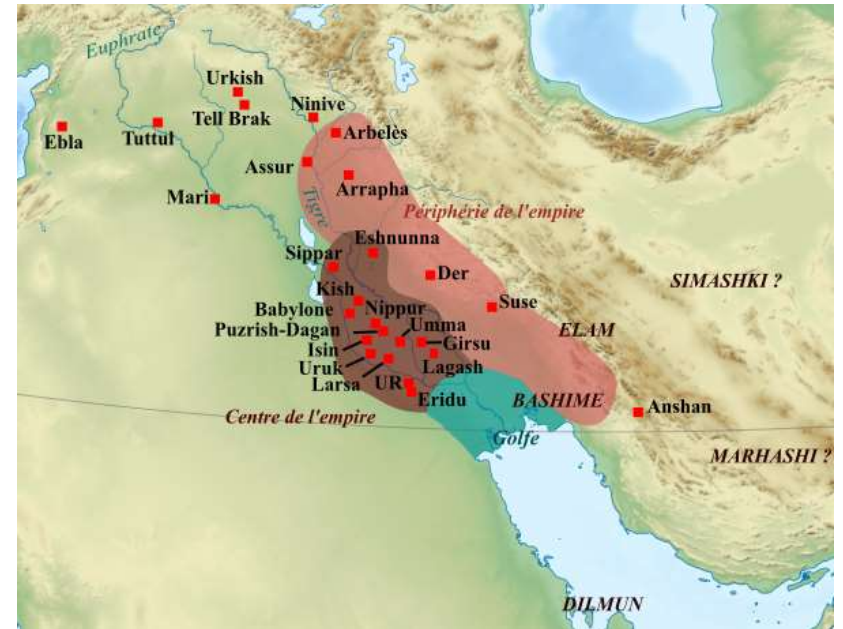 Euphrate
Urkish
Tell Brak
Ninive
Ebla
Tuttul
Arbelès
Assur
Arrapha
Mari
Tigre
Périphérie de l'empire
Eshnunna
Sippar
Der
SIMASHKI ?
Kish
Suse
Babylone
Nippur
Umma
ELAM
Puzrish-Dagan
Girsu
Isin
Uruk
Lagash
Larsa
UR
Eridu
BASHIME
Anshan
Centre de l'empire
Golfe
MARHASHI ?
DILMUN